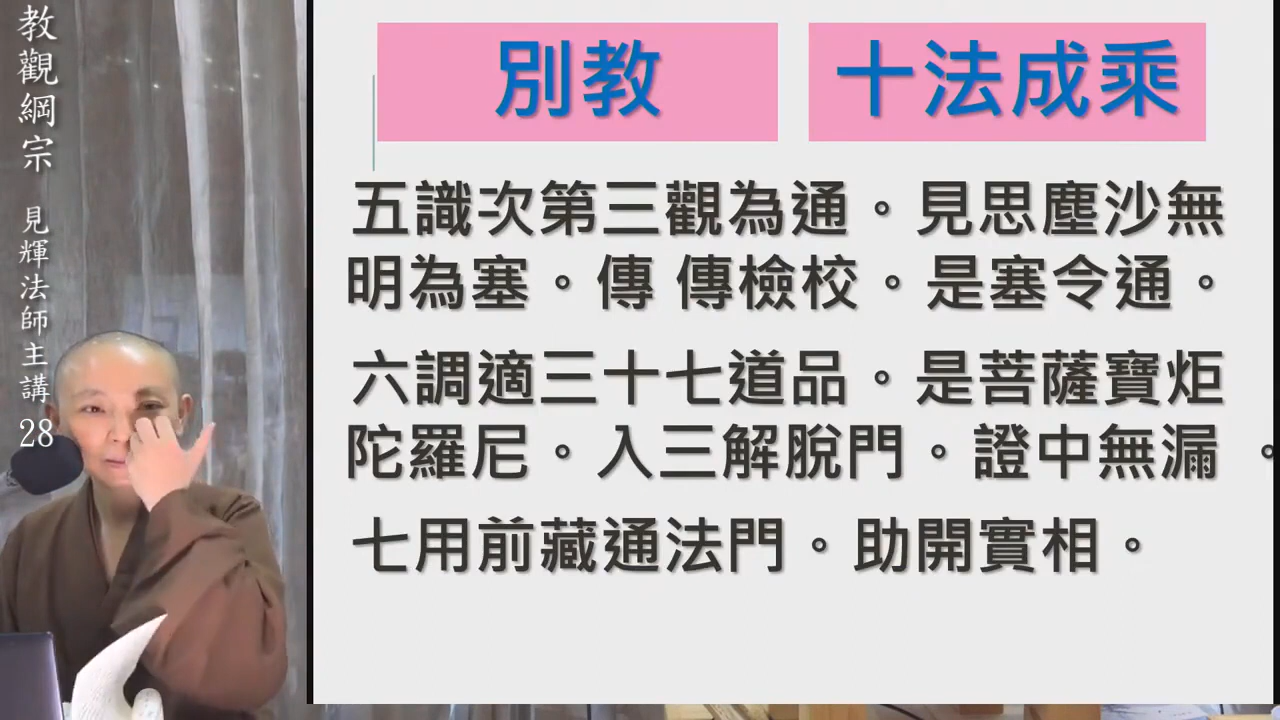 教觀綱宗 見輝法師主講 28
別教 十法成乘
五識次第三觀為通。見思塵沙無
明為塞。傳 傳檢校。是塞令通。
六調適三十七道品。是菩薩寶炬
陀羅尼。入三解脫門。證中無漏 。
七用前藏通法門。助開實相。